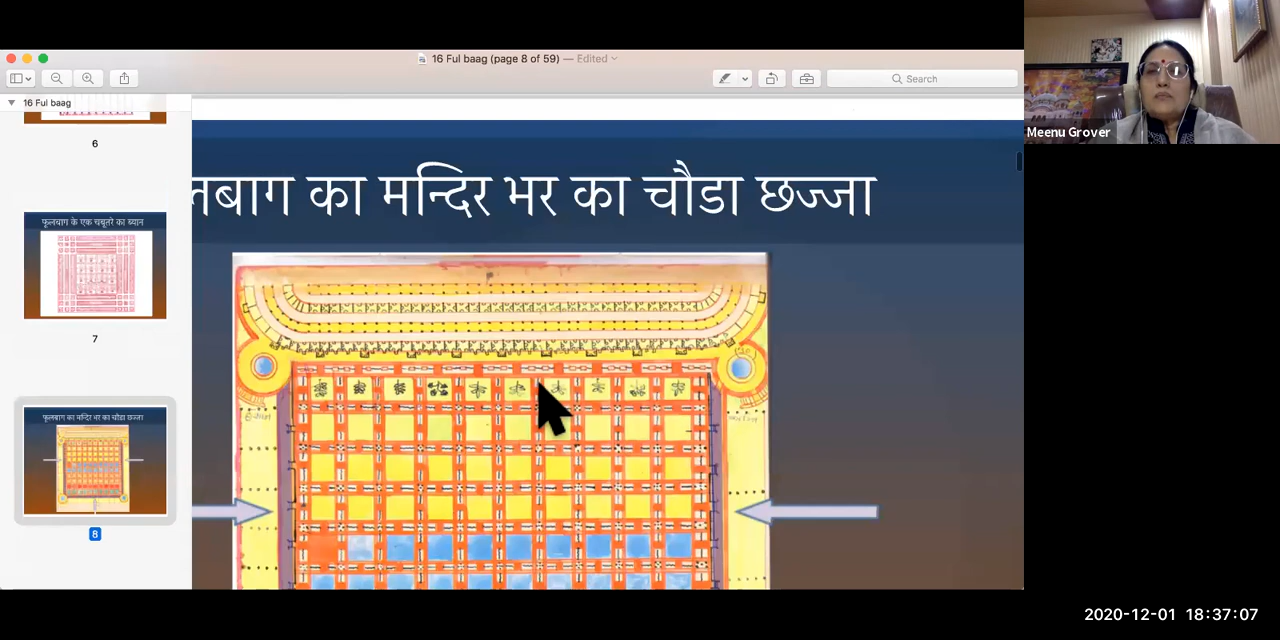 16 Ful baag (page 8 of 59) — Edited
Search
16 Ful baag
6
फूलबाग के एक चबूतरे का ब्यान
7
फूलबाग का मन्दिर भर का चौडा छज्जा
8
लबाग का मन्दिर भर का चौडा छज्जा
Meenu Grover
2020-12-01 18:37:07